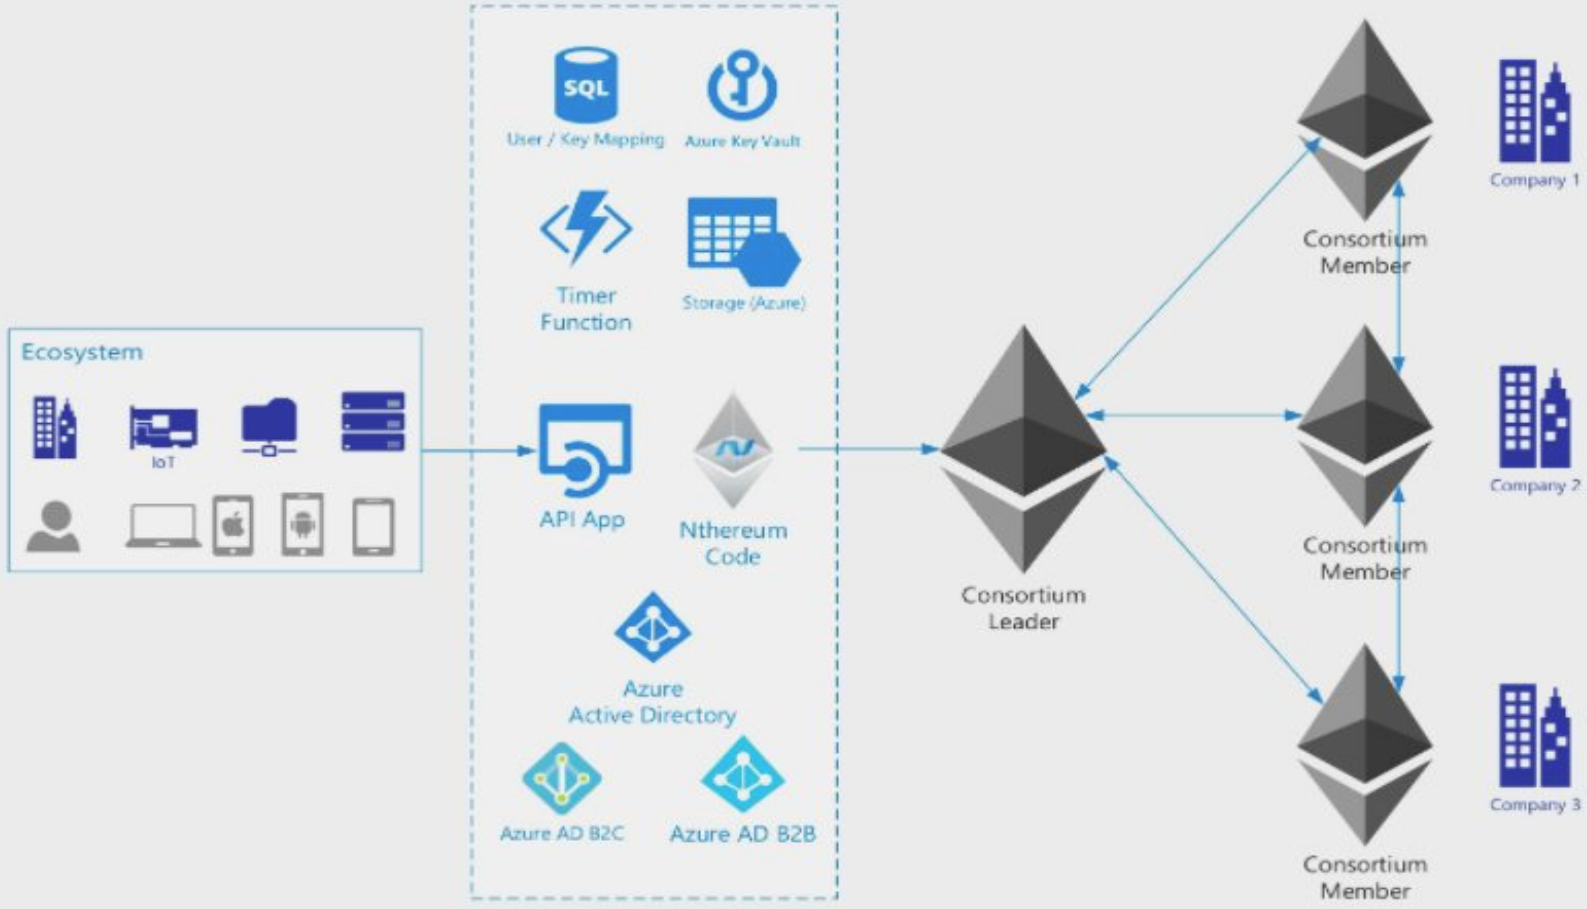 SQL
User / Key Mapping
Azure Key Vault
Timer
Function
Storage (Azure)
Ecosystem
IoT
API App
Nthereum
Code
Azure
Active Directory
Azure AD B2C
Azure AD B2B
Consortium
Leader
Consortium
Member
Company 1
Consortium
Member
Company 2
Consortium
Member
Company 3